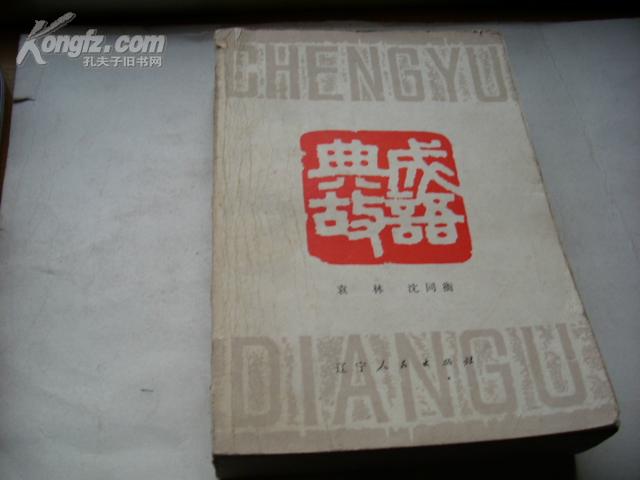 Kongfz.com
孔夫子旧书网
CHENGYU
成語
典故
袁 林 沈同衡
辽宁人民出版社
DIANGU